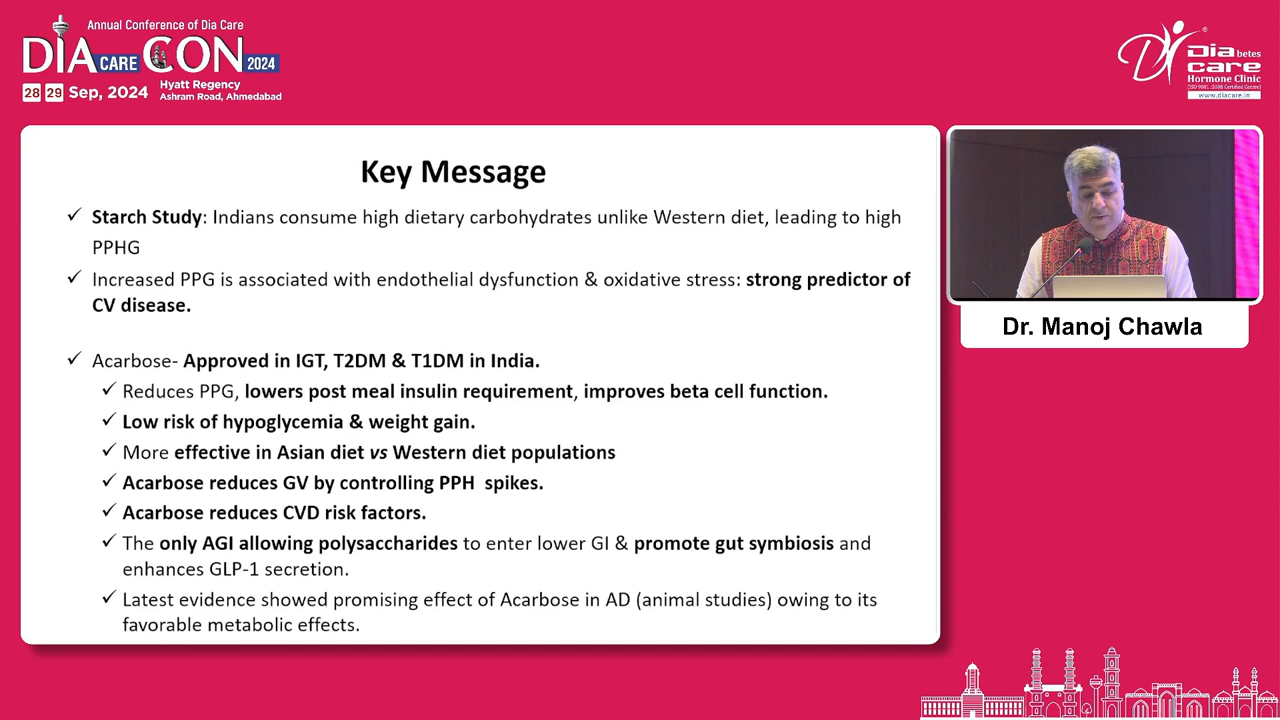 Annual Conference of Dia Care
DIA CARE CON 2024
28 29 Sep, 2024
Hyatt Regency
Ashram Road, Ahmedabad
Diabetes
care
Hormone Clinic
(ISO 9001:2008 Certified Centre)
www.diacare.in
Key Message
✓ Starch Study: Indians consume high dietary carbohydrates unlike Western diet, leading to high
PPHG
✓ Increased PPG is associated with endothelial dysfunction & oxidative stress: strong predictor of
CV disease.
✓ Acarbose- Approved in IGT, T2DM & T1DM in India.
✓ Reduces PPG, lowers post meal insulin requirement, improves beta cell function.
✓ Low risk of hypoglycemia & weight gain.
✓ More effective in Asian diet vs Western diet populations
✓ Acarbose reduces GV by controlling PPH spikes.
✓ Acarbose reduces CVD risk factors.
✓ The only AGI allowing polysaccharides to enter lower GI & promote gut symbiosis and
enhances GLP-1 secretion.
✓ Latest evidence showed promising effect of Acarbose in AD (animal studies) owing to its
favorable metabolic effects.
Dr. Manoj Chawla